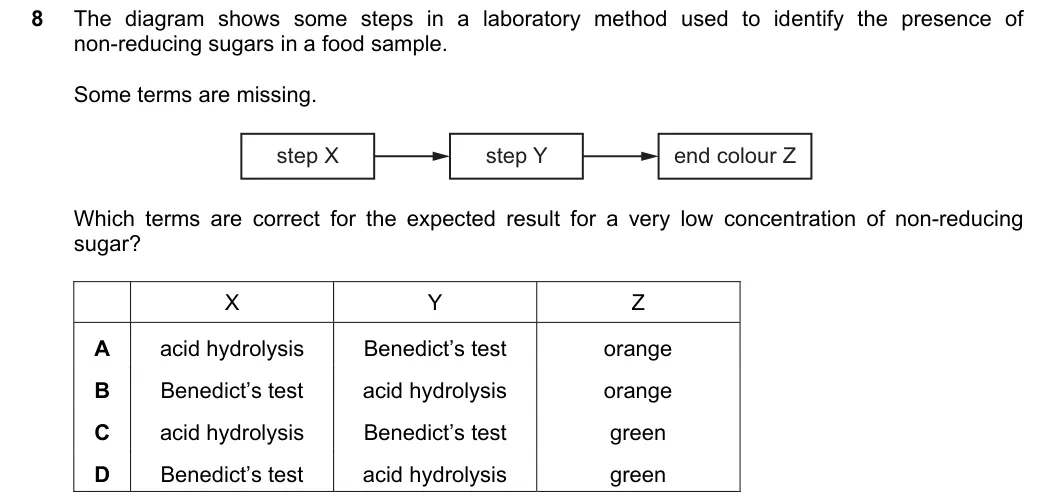 8 The diagram shows some steps in a laboratory method used to identify the presence of
non-reducing sugars in a food sample.
Some terms are missing.
step X step Y end colour Z
Which terms are correct for the expected result for a very low concentration of non-reducing
sugar?
X Y Z
A acid hydrolysis Benedict’s test orange
B Benedict’s test acid hydrolysis orange
C acid hydrolysis Benedict’s test green
D Benedict’s test acid hydrolysis green